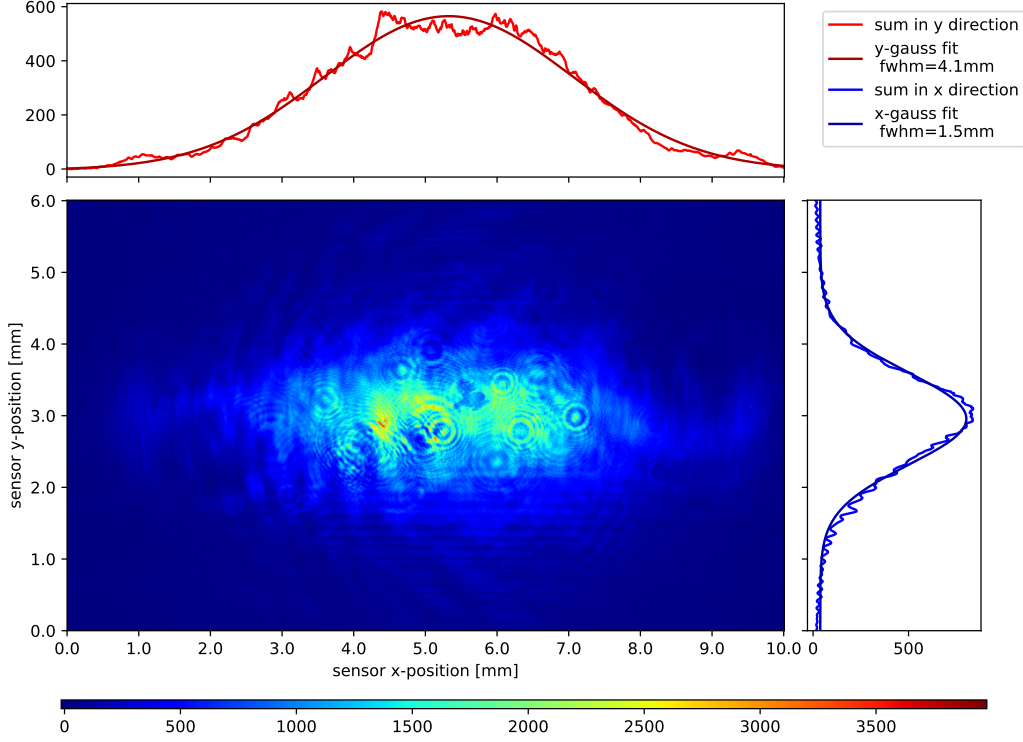 600
400
200
0
sum in y direction
y-gauss fit
fwhm=4.1mm
sum in x direction
x-gauss fit
fwhm=1.5mm
6.0
5.0
4.0
3.0
2.0
1.0
0.0
sensor y-position [mm]
0.0 1.0 2.0 3.0 4.0 5.0 6.0 7.0 8.0 9.0 10.0
sensor x-position [mm]
0 500
0 500 1000 1500 2000 2500 3000 3500